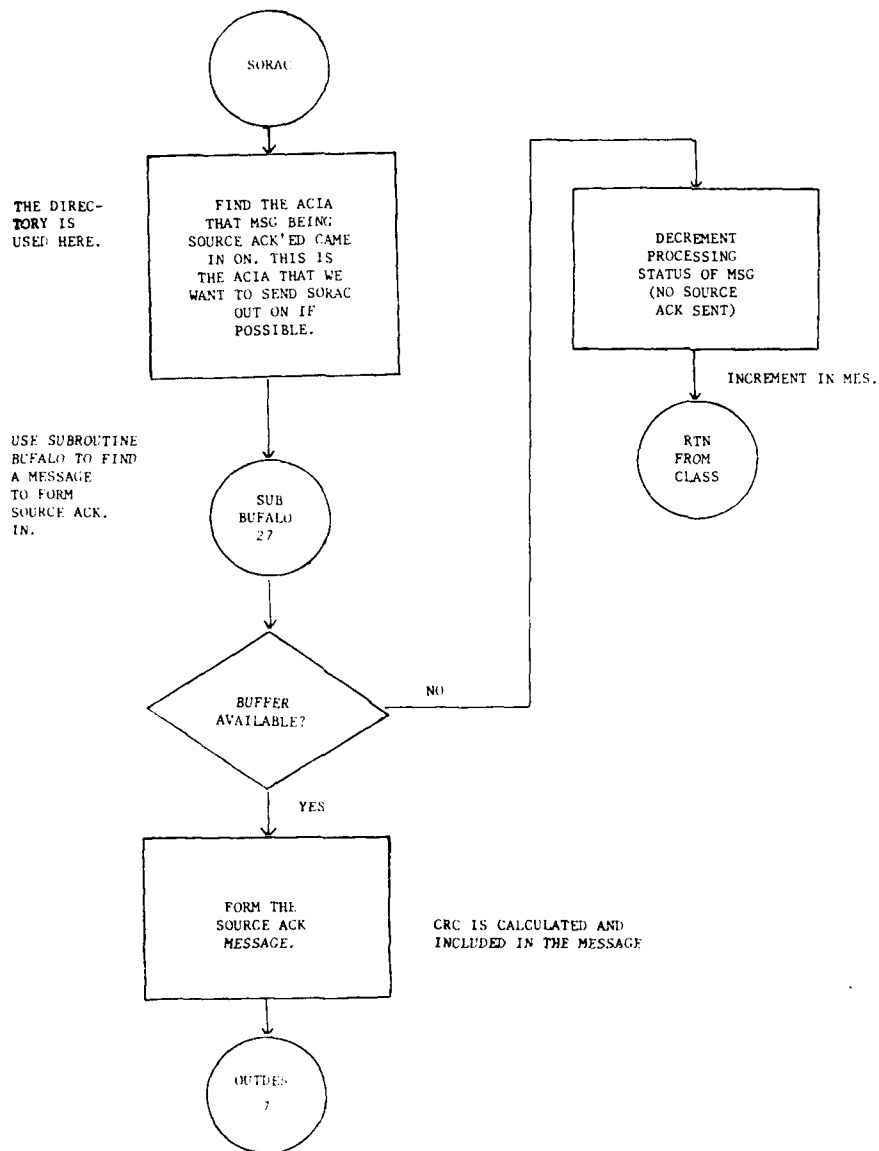 SORAC
THE DIREC-
TORY IS
USED HERE.
FIND THE ACIA
THAT MSG BEING
SOURCE ACK'ED CAME
IN ON. THIS IS
THE ACIA THAT WE
WANT TO SEND SORAC
OUT ON IF
POSSIBLE.
DECREMENT
PROCESSING
STATUS OF MSG
(NO SOURCE
ACK SENT)
INCREMENT IN MES.
RTN
FROM
CLASS
USE SUBROUTINE
BUFALO TO FIND
A MESSAGE
TO FORM
SOURCE ACK.
IN.
SUB
BUFALO
27
BUFFER
AVAILABLE?
NO
YES
FORM THE
SOURCE ACK
MESSAGE.
CRC IS CALCULATED AND
INCLUDED IN THE MESSAGE
OUTDES
7